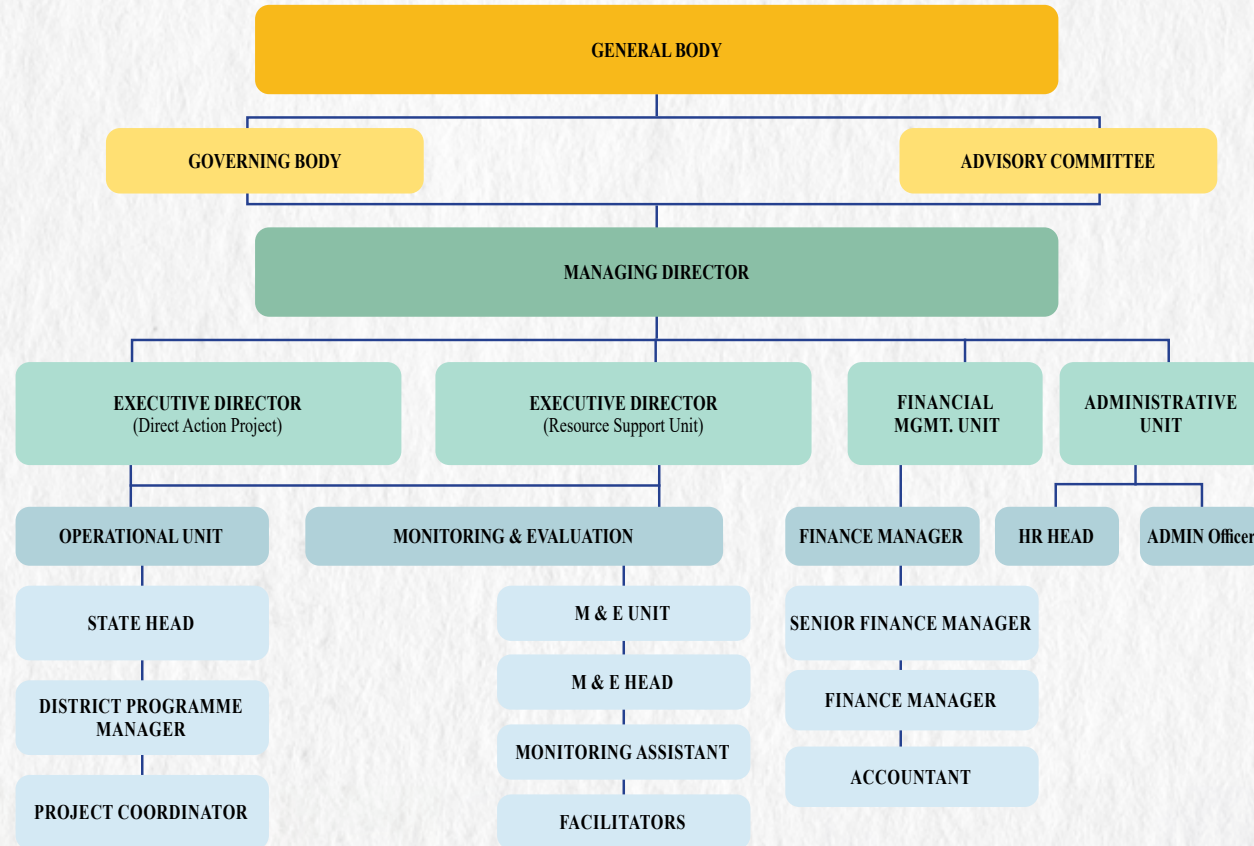 GENERAL BODY
GOVERNING BODY
ADVISORY COMMITTEE
MANAGING DIRECTOR
EXECUTIVE DIRECTOR
(Direct Action Project)
EXECUTIVE DIRECTOR
(Resource Support Unit)
FINANCIAL
MGMT. UNIT
ADMINISTRATIVE
UNIT
OPERATIONAL UNIT
MONITORING & EVALUATION
FINANCE MANAGER
HR HEAD
ADMIN Officer
STATE HEAD
DISTRICT PROGRAMME
MANAGER
PROJECT COORDINATOR
M & E UNIT
M & E HEAD
MONITORING ASSISTANT
FACILITATORS
SENIOR FINANCE MANAGER
FINANCE MANAGER
ACCOUNTANT